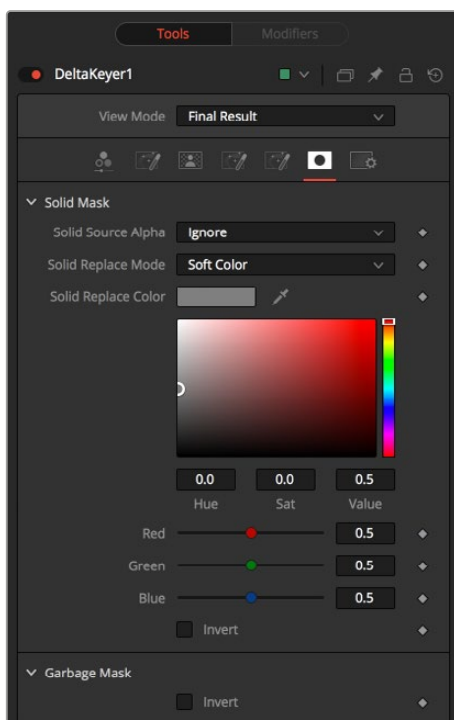 Tools Modifiers
DeltaKeyer1
View Mode Final Result
Solid Mask
Solid Source Alpha Ignore
Solid Replace Mode Soft Color
Solid Replace Color
0.0 0.0 0.5
Hue Sat Value
Red 0.5
Green 0.5
Blue 0.5
Invert
Garbage Mask
Invert